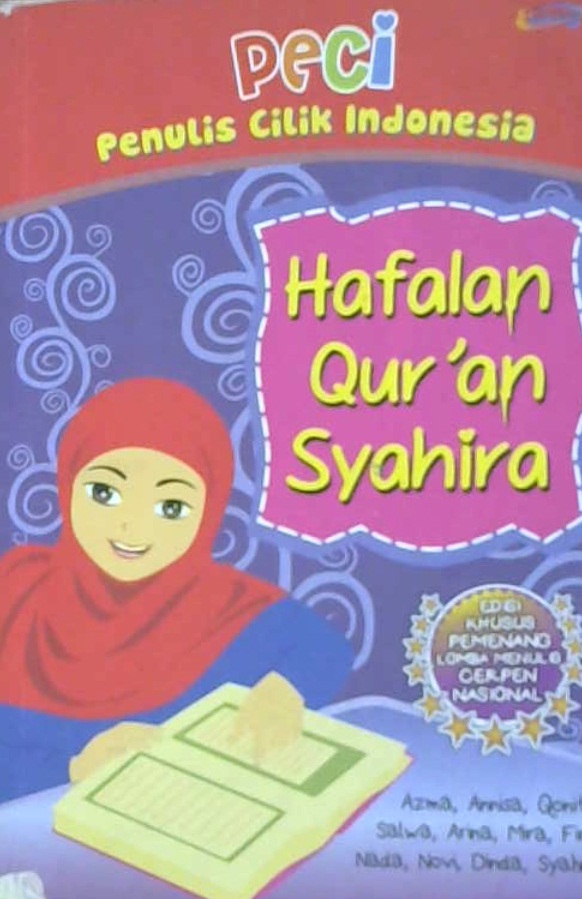 Peci
Penulis Cilik Indonesia
Hafalan
Qur'an
Syahira
EDISI
KHUSUS
PEMENANG
LOMBA MENULIS
CERPEN
NASIONAL
Azma, Annisa,
Salwa, Arina, Mira,
Nada, Novi, Dinda,